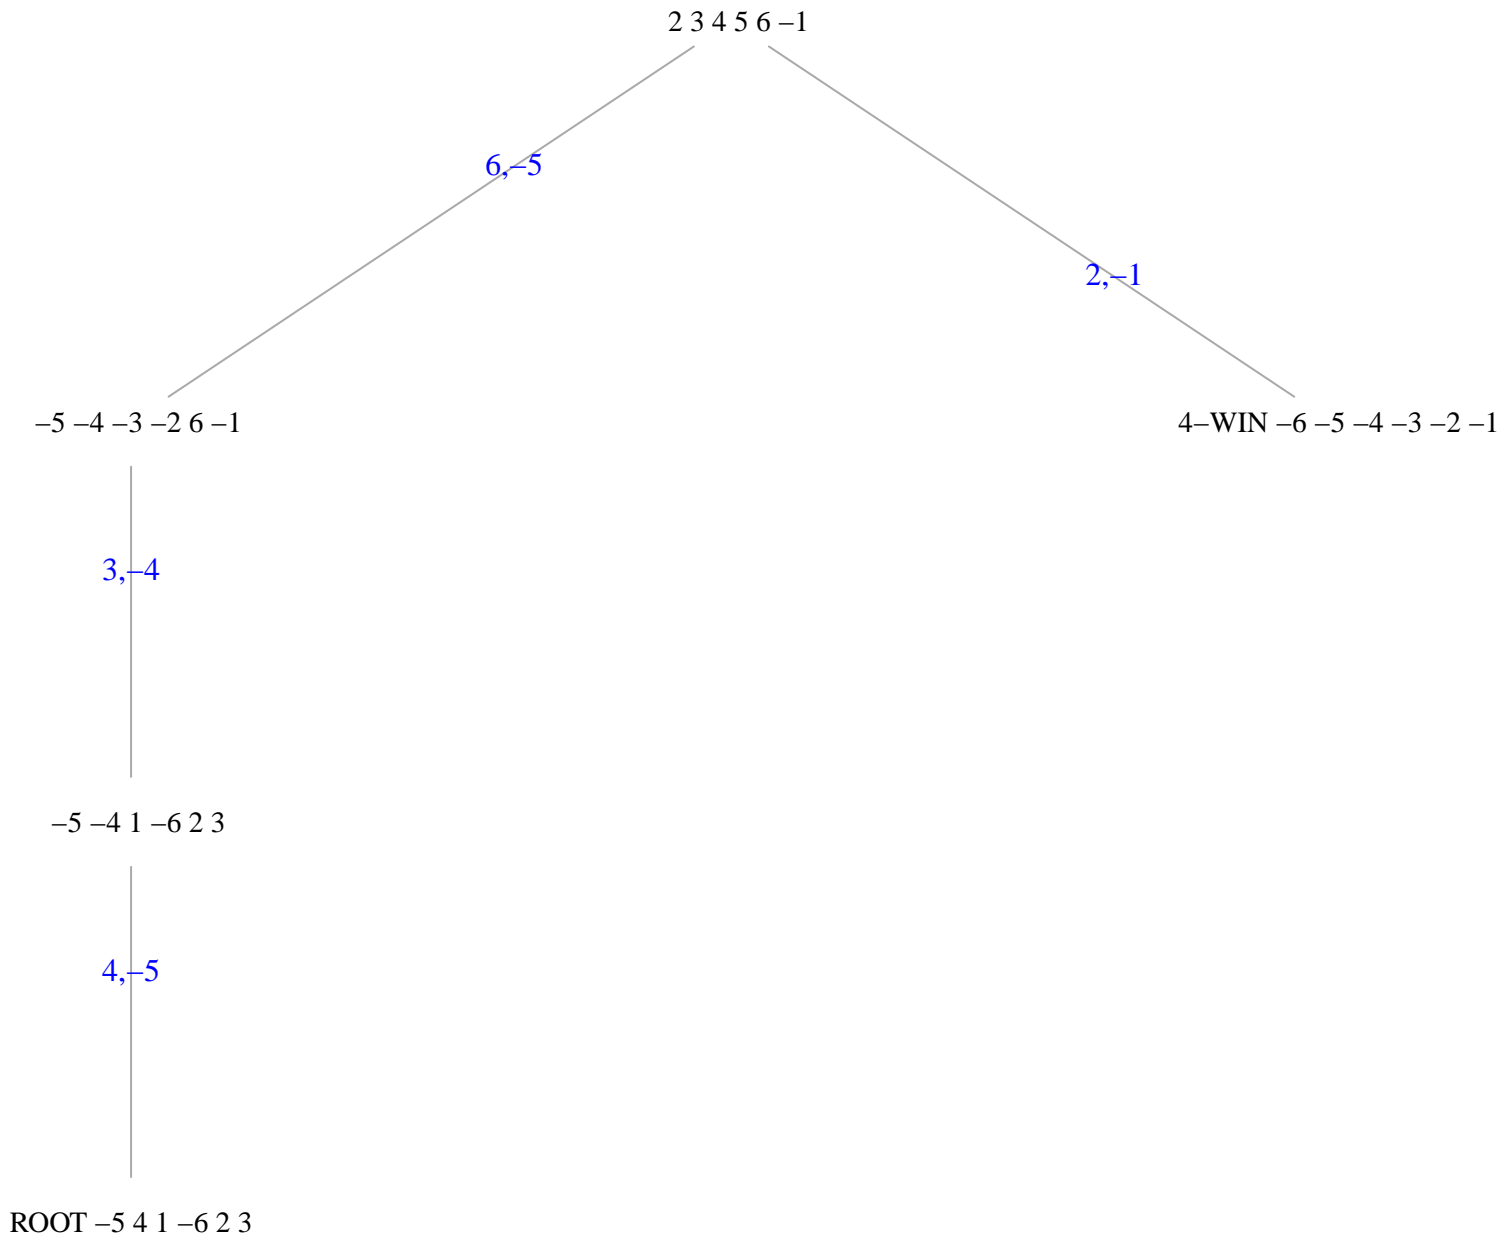 2 3 4 5 6 –1
6,–5
2,–1
–5 –4 –3 –2 6 –1
4–WIN –6 –5 –4 –3 –2 –1
3,–4
–5 –4 1 –6 2 3
4,–5
ROOT –5 4 1 –6 2 3